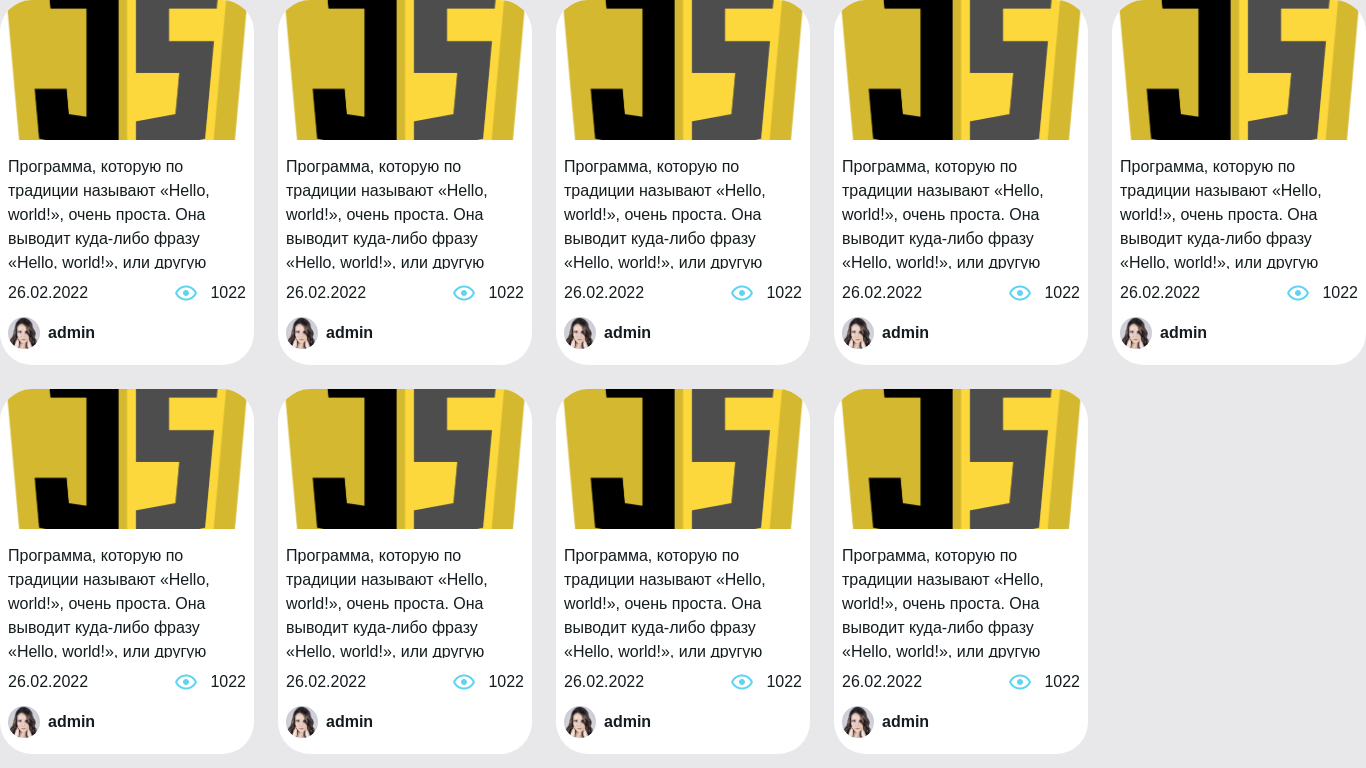 JS
Программа, которую по
традиции называют «Hello,
world!», очень проста. Она
выводит куда-либо фразу
«Hello, world!», или другую
26.02.2022 1022
admin
JS
Программа, которую по
традиции называют «Hello,
world!», очень проста. Она
выводит куда-либо фразу
«Hello, world!», или другую
26.02.2022 1022
admin
JS
Программа, которую по
традиции называют «Hello,
world!», очень проста. Она
выводит куда-либо фразу
«Hello, world!», или другую
26.02.2022 1022
admin
JS
Программа, которую по
традиции называют «Hello,
world!», очень проста. Она
выводит куда-либо фразу
«Hello, world!», или другую
26.02.2022 1022
admin
JS
Программа, которую по
традиции называют «Hello,
world!», очень проста. Она
выводит куда-либо фразу
«Hello, world!», или другую
26.02.2022 1022
admin
JS
Программа, которую по
традиции называют «Hello,
world!», очень проста. Она
выводит куда-либо фразу
«Hello, world!», или другую
26.02.2022 1022
admin
JS
Программа, которую по
традиции называют «Hello,
world!», очень проста. Она
выводит куда-либо фразу
«Hello, world!», или другую
26.02.2022 1022
admin
JS
Программа, которую по
традиции называют «Hello,
world!», очень проста. Она
выводит куда-либо фразу
«Hello, world!», или другую
26.02.2022 1022
admin
JS
Программа, которую по
традиции называют «Hello,
world!», очень проста. Она
выводит куда-либо фразу
«Hello, world!», или другую
26.02.2022 1022
admin